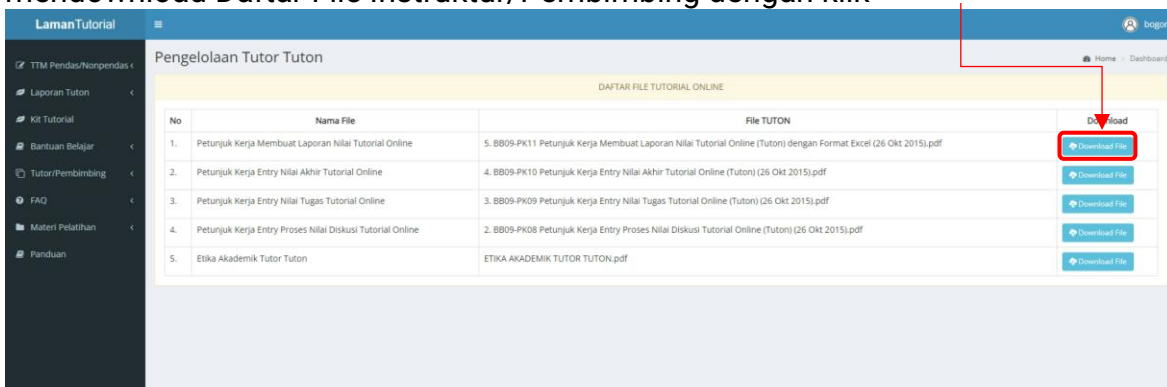 mendownload Daftar File Instruktur/Pembimbing dengan klik
LamanTutorial
bogor
TTM Pendas/Nonpendas
Laporan Tuton
Kit Tutorial
Bantuan Belajar
Tutor/Pembimbing
FAQ
Materi Pelatihan
Panduan
Pengelolaan Tutor Tuton
Home > Dashboard
DAFTAR FILE TUTORIAL ONLINE
No Nama File File TUTON Download
1. Petunjuk Kerja Membuat Laporan Nilai Tutorial Online 5. BB09-PK11 Petunjuk Kerja Membuat Laporan Nilai Tutorial Online (Tuton) dengan Format Excel (26 Okt 2015).pdf Download File
2. Petunjuk Kerja Entry Nilai Akhir Tutorial Online 4. BB09-PK10 Petunjuk Kerja Entry Nilai Akhir Tutorial Online (Tuton) (26 Okt 2015).pdf Download File
3. Petunjuk Kerja Entry Nilai Tugas Tutorial Online 3. BB09-PK09 Petunjuk Kerja Entry Nilai Tugas Tutorial Online (Tuton) (26 Okt 2015).pdf Download File
4. Petunjuk Kerja Entry Proses Nilai Diskusi Tutorial Online 2. BB09-PK08 Petunjuk Kerja Entry Proses Nilai Diskusi Tutorial Online (Tuton) (26 Okt 2015).pdf Download File
5. Etika Akademik Tutor Tuton ETIKA AKADEMIK TUTOR TUTON.pdf Download File